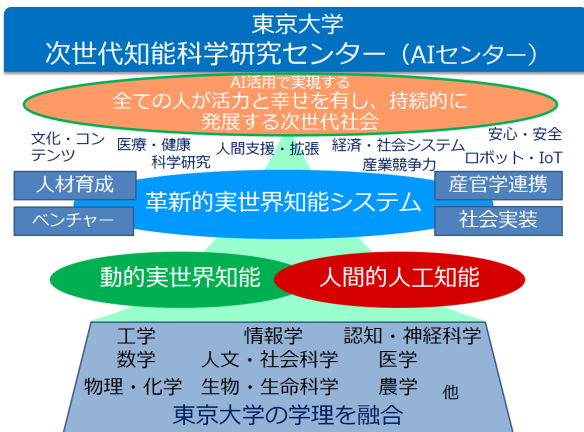 東京大学
次世代知能科学研究センター（AIセンター）
AI活用で実現する
全ての人が活力と幸せを有し、持続的に
発展する次世代社会
文化・コン
テンツ
医療・健康
科学研究
人間支援・拡張
経済・社会システム
産業競争力
安心・安全
ロボット・IoT
人材育成
ベンチャー
革新的実世界知能システム
産官学連携
社会実装
動的実世界知能
人間的人工知能
工学 情報学 認知・神経科学
数学 人文・社会科学 医学
物理・化学 生物・生命科学 農学 他
東京大学の学理を融合